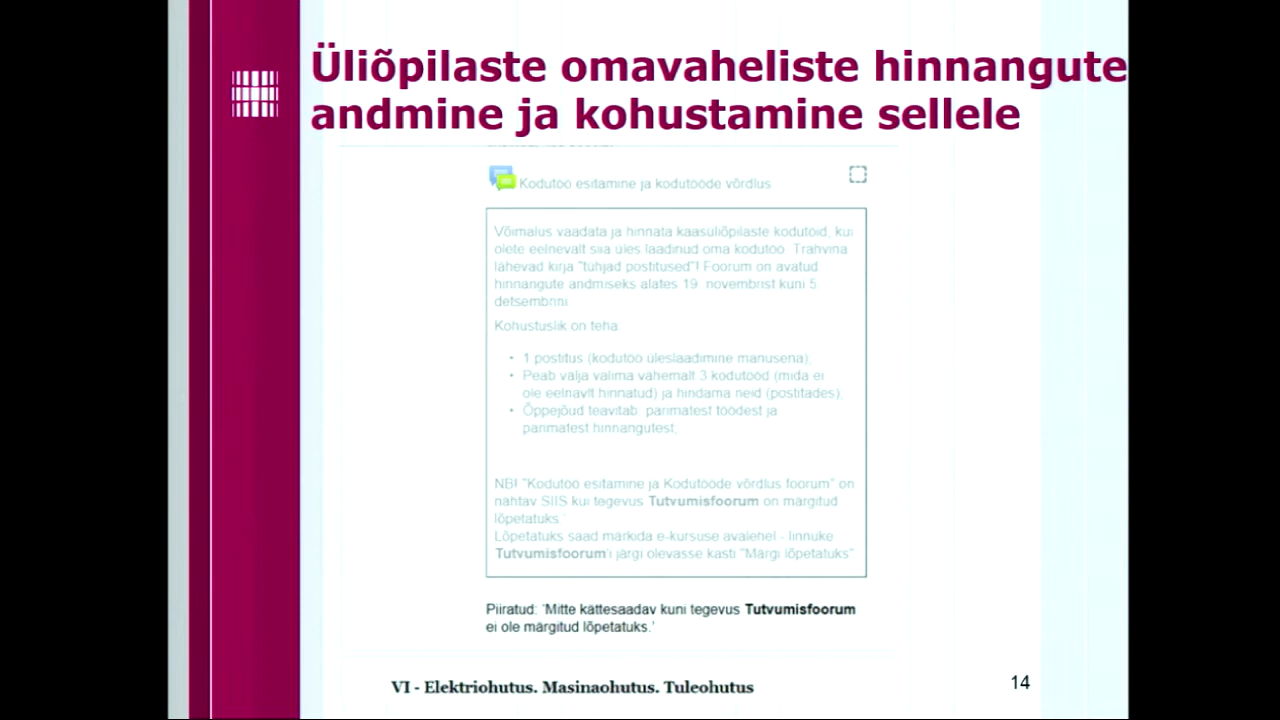 Üliõpilaste omavaheliste hinnangute
andmine ja kohustamine sellele
Kodutöö esitamine ja kodutööde võrdlus
Võimalus vaadata ja hinnata kaasüliõpilaste kodutöid, kui
olete eelnevalt siia üles laadinud oma kodutöö. Trahvina
lähevad kirja "tühjad postitused"! Foorum on avatud
hinnangute andmiseks alates 19. novembrist kuni 5.
detsembrini.
Kohustuslik on teha:
• 1 postitus (kodutöö üleslaadimine manusena);
• Peab välja valima vähemalt 3 kodutööd (mida ei
ole eelnavlt hinnatud) ja hindama neid (postitades);
• Õppejõud teavitab parimatest töödest ja
parimatest hinnangutest;
NB! "Kodutöö esitamine ja Kodutööde võrdlus foorum" on
nähtav SIIS kui tegevus Tutvumisfoorum on märgitud
lõpetatuks.
Lõpetatuks saad märkida e-kursuse avalehel - linnuke
Tutvumisfoorum'i järgi olevasse kasti "Märgi lõpetatuks"
Piiratud: 'Mitte kättesaadav kuni tegevus Tutvumisfoorum
ei ole märgitud lõpetatuks.'
VI - Elektriohutus. Masinaohutus. Tuleohutus
14